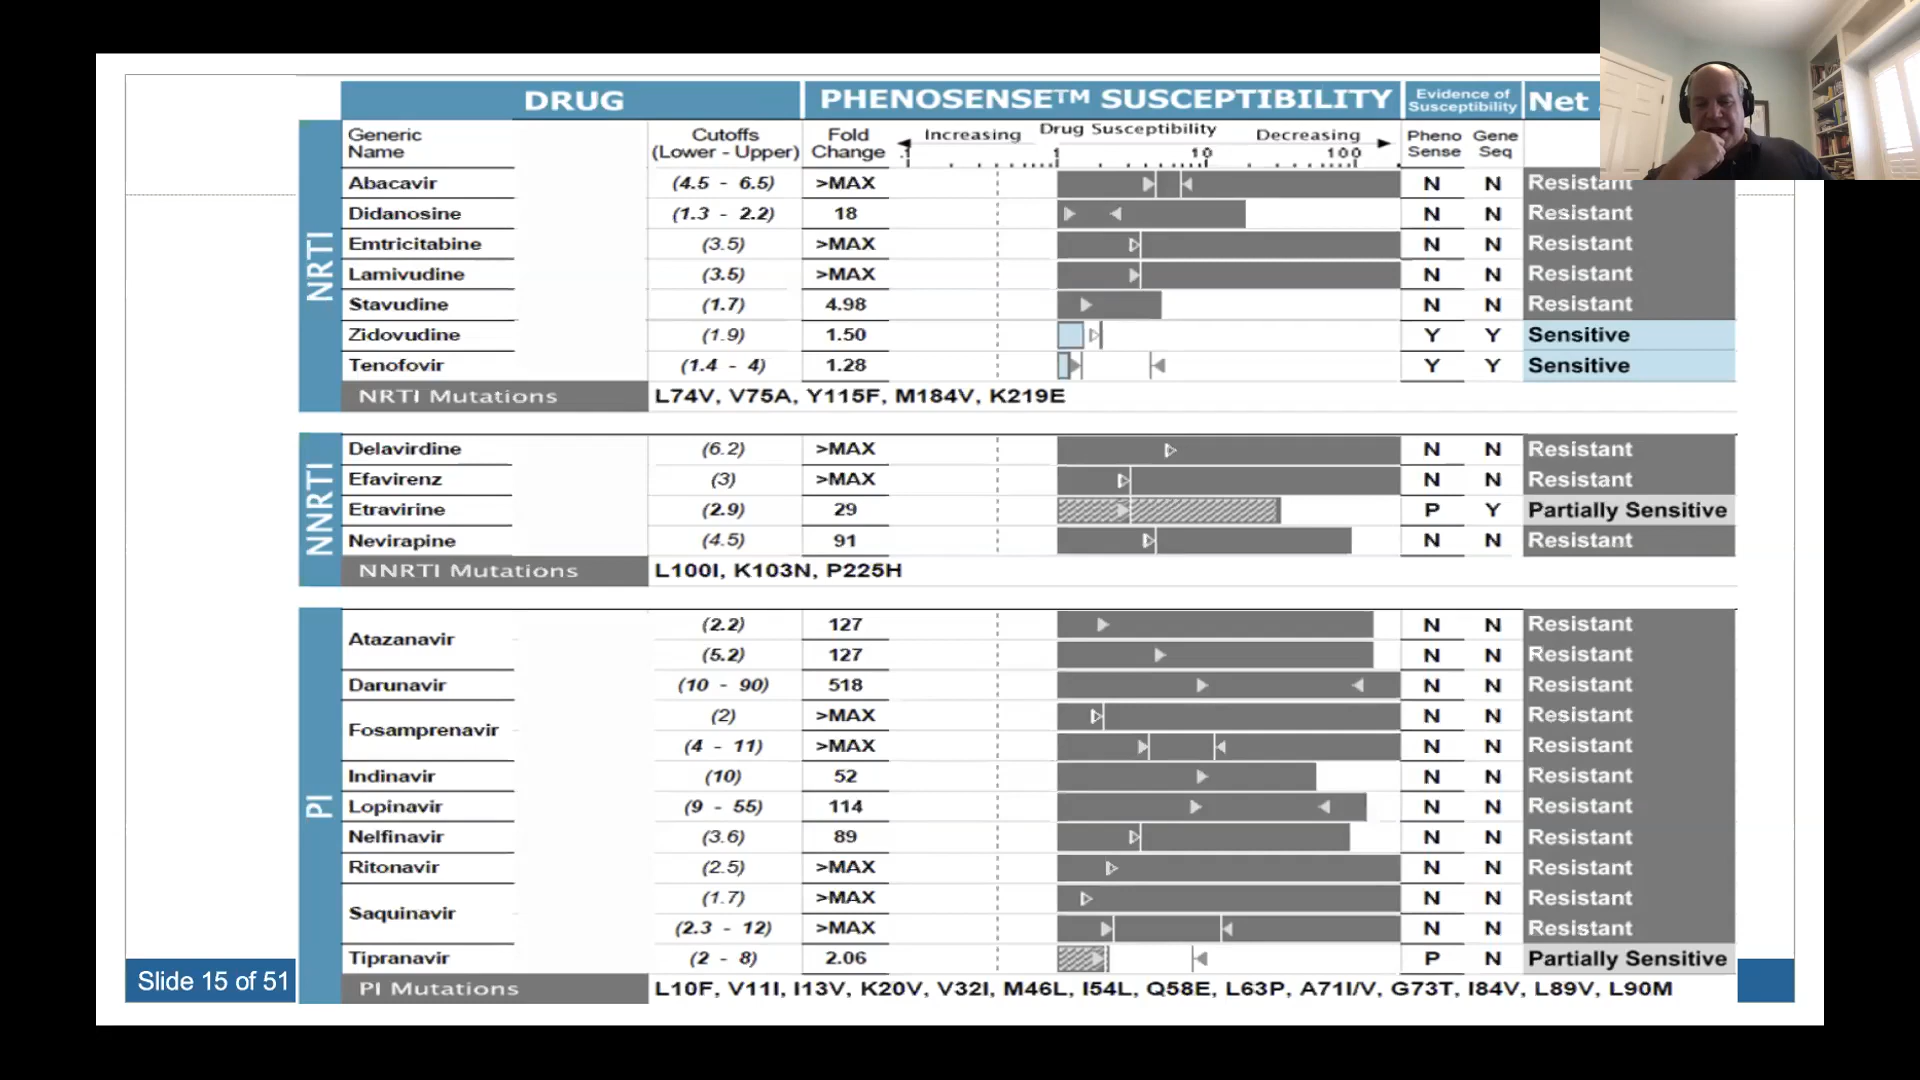 DRUG PHENOSENSE™ SUSCEPTIBILITY Evidence of Susceptibility Net
Generic Name Cutoffs (Lower - Upper) Fold Change Increasing Drug Susceptibility Decreasing Pheno Sense Gene Seq
.1 1 10 100
NRTI
Abacavir (4.5 - 6.5) >MAX N N Resistant
Didanosine (1.3 - 2.2) 18 N N Resistant
Emtricitabine (3.5) >MAX N N Resistant
Lamivudine (3.5) >MAX N N Resistant
Stavudine (1.7) 4.98 N N Resistant
Zidovudine (1.9) 1.50 Y Y Sensitive
Tenofovir (1.4 - 4) 1.28 Y Y Sensitive
NRTI Mutations L74V, V75A, Y115F, M184V, K219E
NNRTI
Delavirdine (6.2) >MAX N N Resistant
Efavirenz (3) >MAX N N Resistant
Etravirine (2.9) 29 P Y Partially Sensitive
Nevirapine (4.5) 91 N N Resistant
NNRTI Mutations L100I, K103N, P225H
PI
Atazanavir (2.2) 127 N N Resistant
(5.2) 127 N N Resistant
Darunavir (10 - 90) 518 N N Resistant
Fosamprenavir (2) >MAX N N Resistant
(4 - 11) >MAX N N Resistant
Indinavir (10) 52 N N Resistant
Lopinavir (9 - 55) 114 N N Resistant
Nelfinavir (3.6) 89 N N Resistant
Ritonavir (2.5) >MAX N N Resistant
Saquinavir (1.7) >MAX N N Resistant
(2.3 - 12) >MAX N N Resistant
Tipranavir (2 - 8) 2.06 P N Partially Sensitive
PI Mutations L10F, V11I, I13V, K20V, V32I, M46L, I54L, Q58E, L63P, A71I/V, G73T, I84V, L89V, L90M
Slide 15 of 51